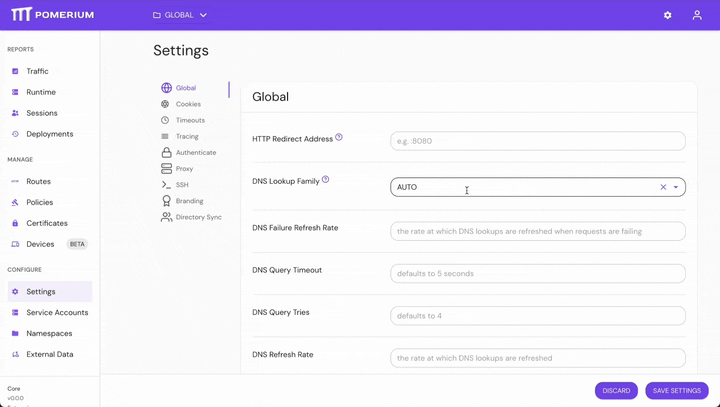 POMERIUM
GLOBAL
REPORTS
Traffic
Runtime
Sessions
Deployments
MANAGE
Routes
Policies
Certificates
Devices BETA
CONFIGURE
Settings
Service Accounts
Namespaces
External Data
Core
v0.0.0
Settings
Global
Cookies
Timeouts
Tracing
Authenticate
Proxy
SSH
Branding
Directory Sync
Global
HTTP Redirect Address
e.g. :8080
DNS Lookup Family
AUTO
DNS Failure Refresh Rate
the rate at which DNS lookups are refreshed when requests are failing
DNS Query Timeout
defaults to 5 seconds
DNS Query Tries
defaults to 4
DNS Refresh Rate
the rate at which DNS lookups are refreshed
DISCARD
SAVE SETTINGS